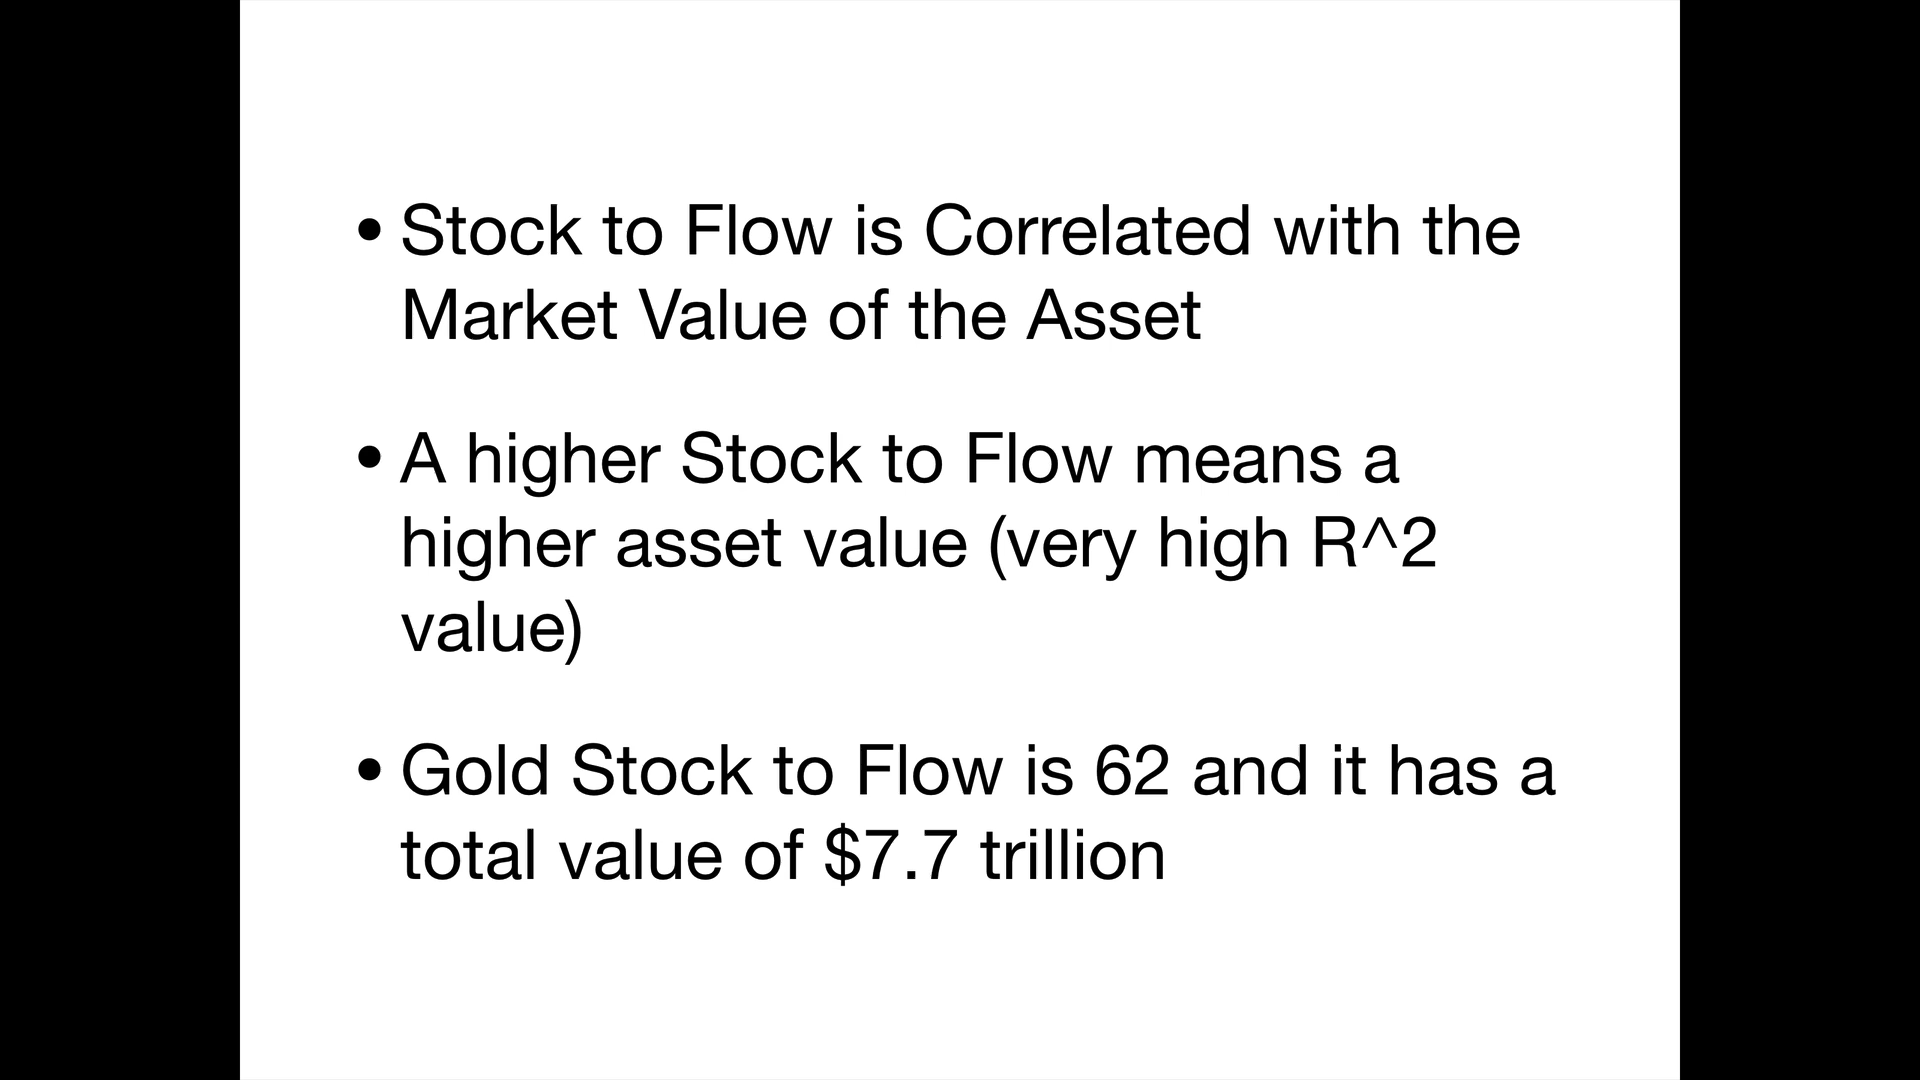 • Stock to Flow is Correlated with the
Market Value of the Asset
• A higher Stock to Flow means a
higher asset value (very high R^2
value)
• Gold Stock to Flow is 62 and it has a
total value of $7.7 trillion